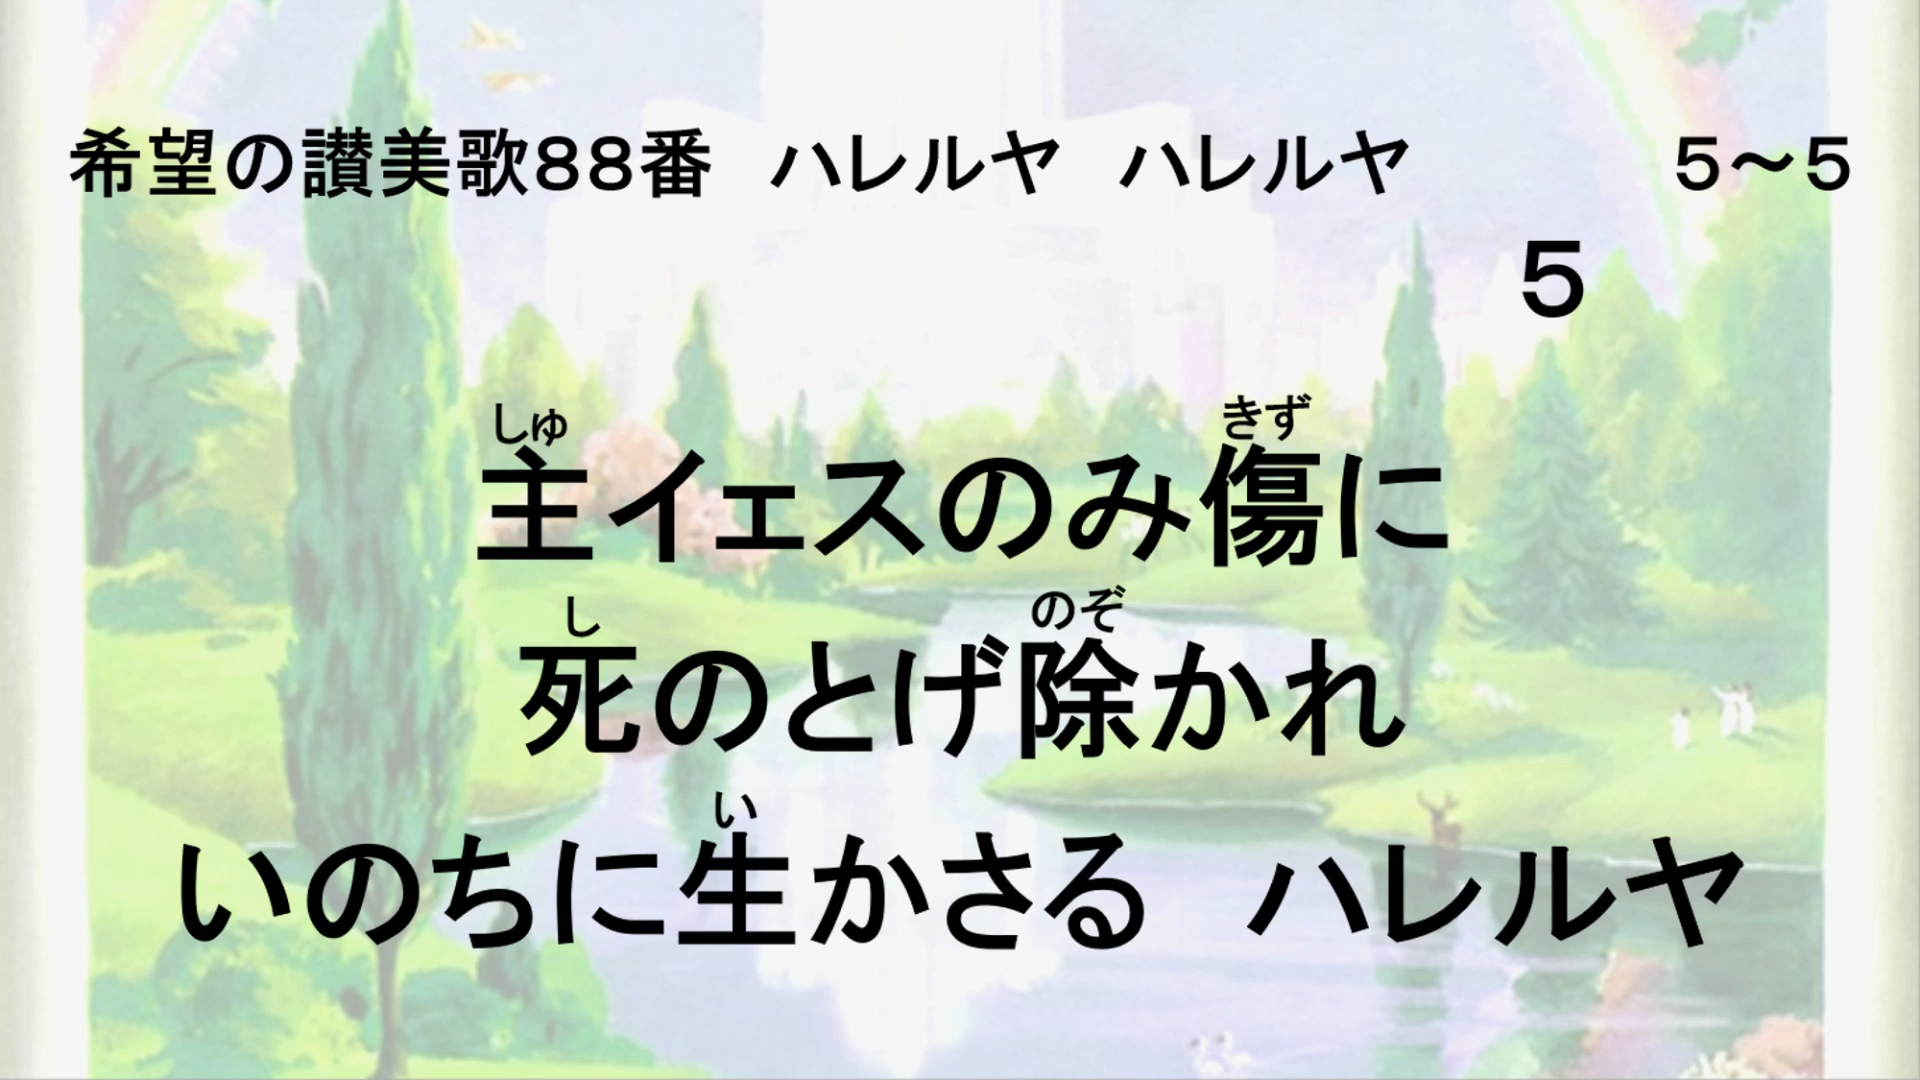 希望の讃美歌８８番　ハレルヤ　ハレルヤ　５～５
５
主イェスのみ傷に
しゅ きず
死のとげ除かれ
し のぞ
いのちに生かさる　ハレルヤ
い